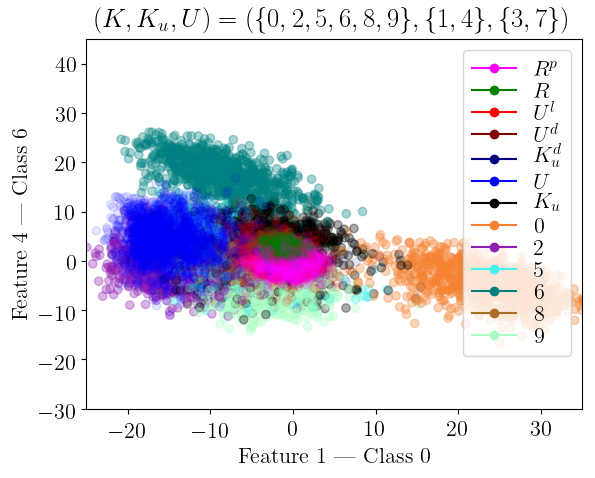 (K, K_u, U) = ({0, 2, 5, 6, 8, 9}, {1, 4}, {3, 7})
Feature 4 — Class 6
40
30
20
10
0
−10
−20
−30
−20
−10
0
10
20
30
Feature 1 — Class 0
R^p
R
U^l
U^d
K_u^d
U
K_u
0
2
5
6
8
9